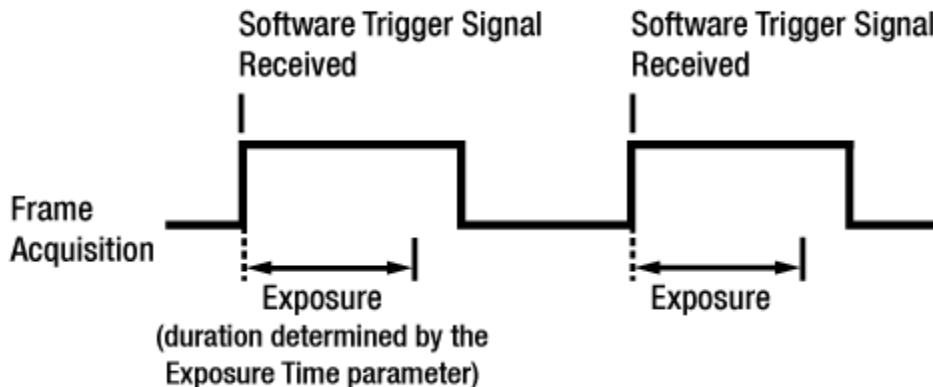 Software Trigger Signal
Received
Software Trigger Signal
Received
Frame
Acquisition
Exposure
(duration determined by the
Exposure Time parameter)
Exposure